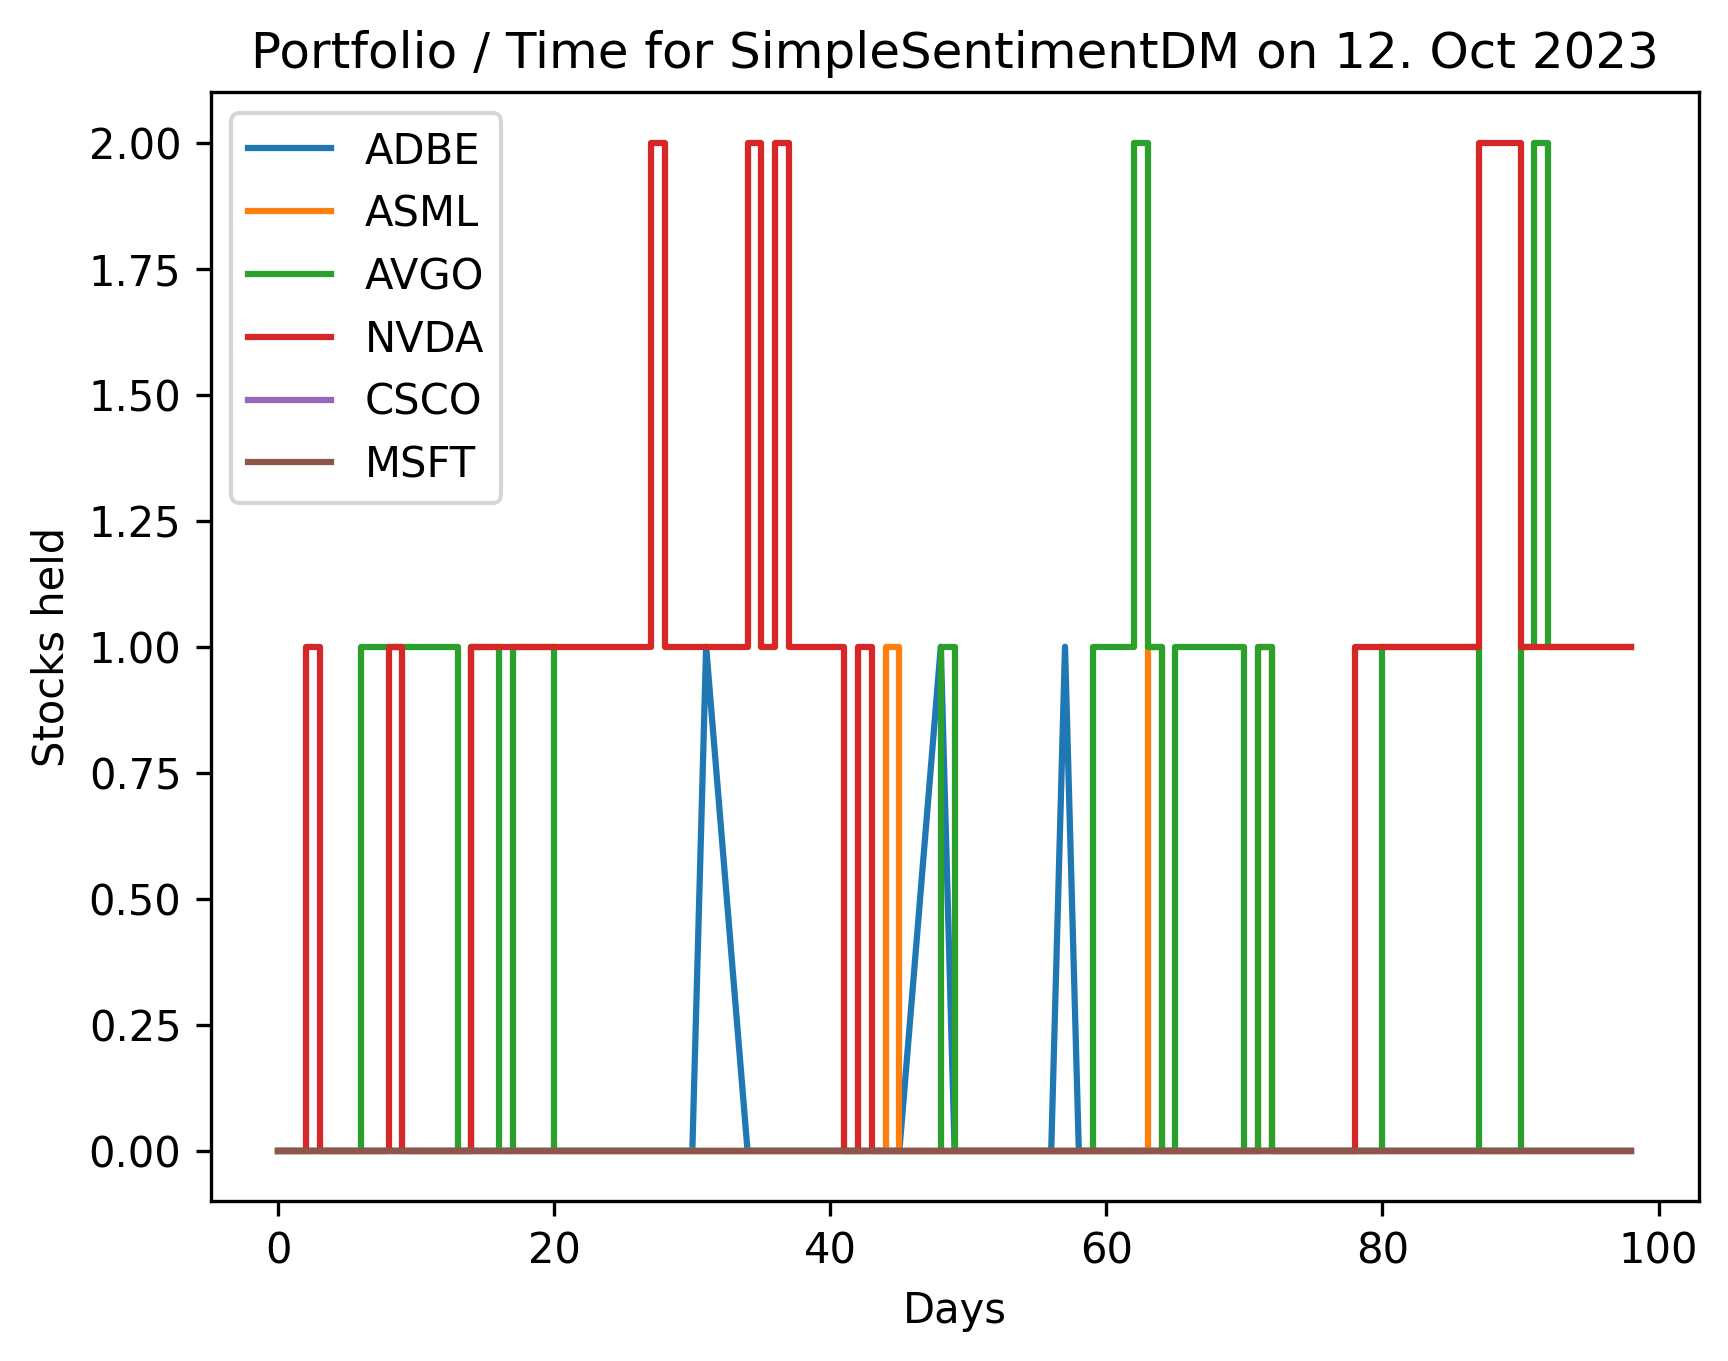 Portfolio / Time for SimpleSentimentDM on 12. Oct 2023
ADBE
ASML
AVGO
NVDA
CSCO
MSFT
2.00
1.75
1.50
1.25
1.00
0.75
0.50
0.25
0.00
Stocks held
0 20 40 60 80 100
Days